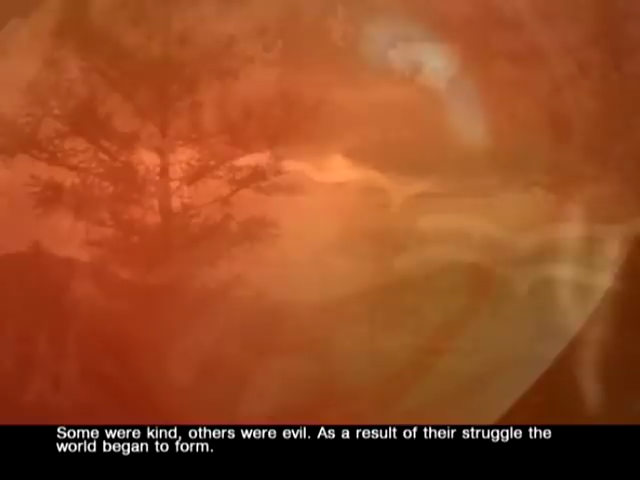 Some were kind, others were evil. As a result of their struggle the
world began to form.